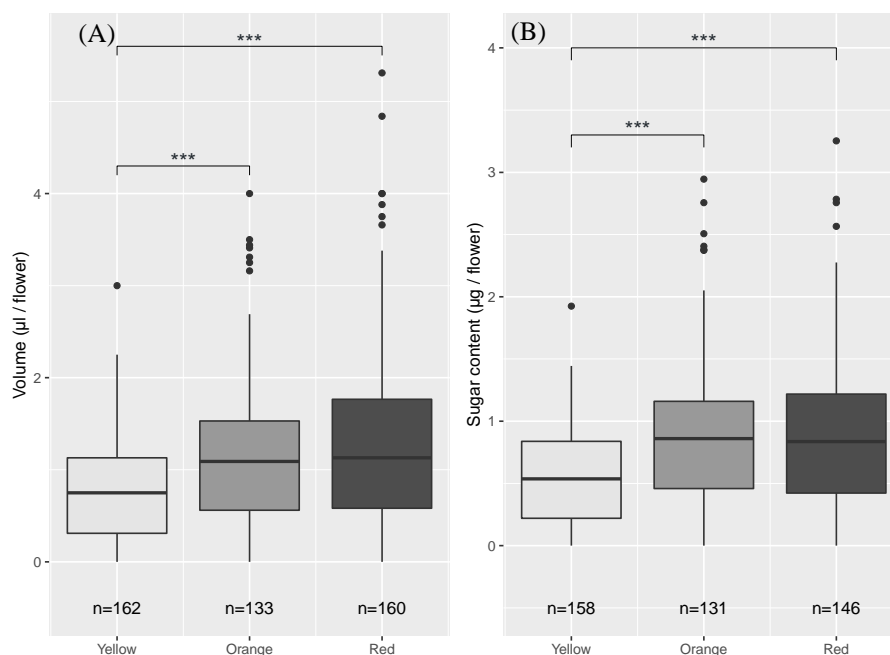 (A)
***
***
4
2
0
Volume (µl / flower)
n=162 n=133 n=160
Yellow Orange Red
(B)
***
***
4
3
2
1
0
Sugar content (µg / flower)
n=158 n=131 n=146
Yellow Orange Red